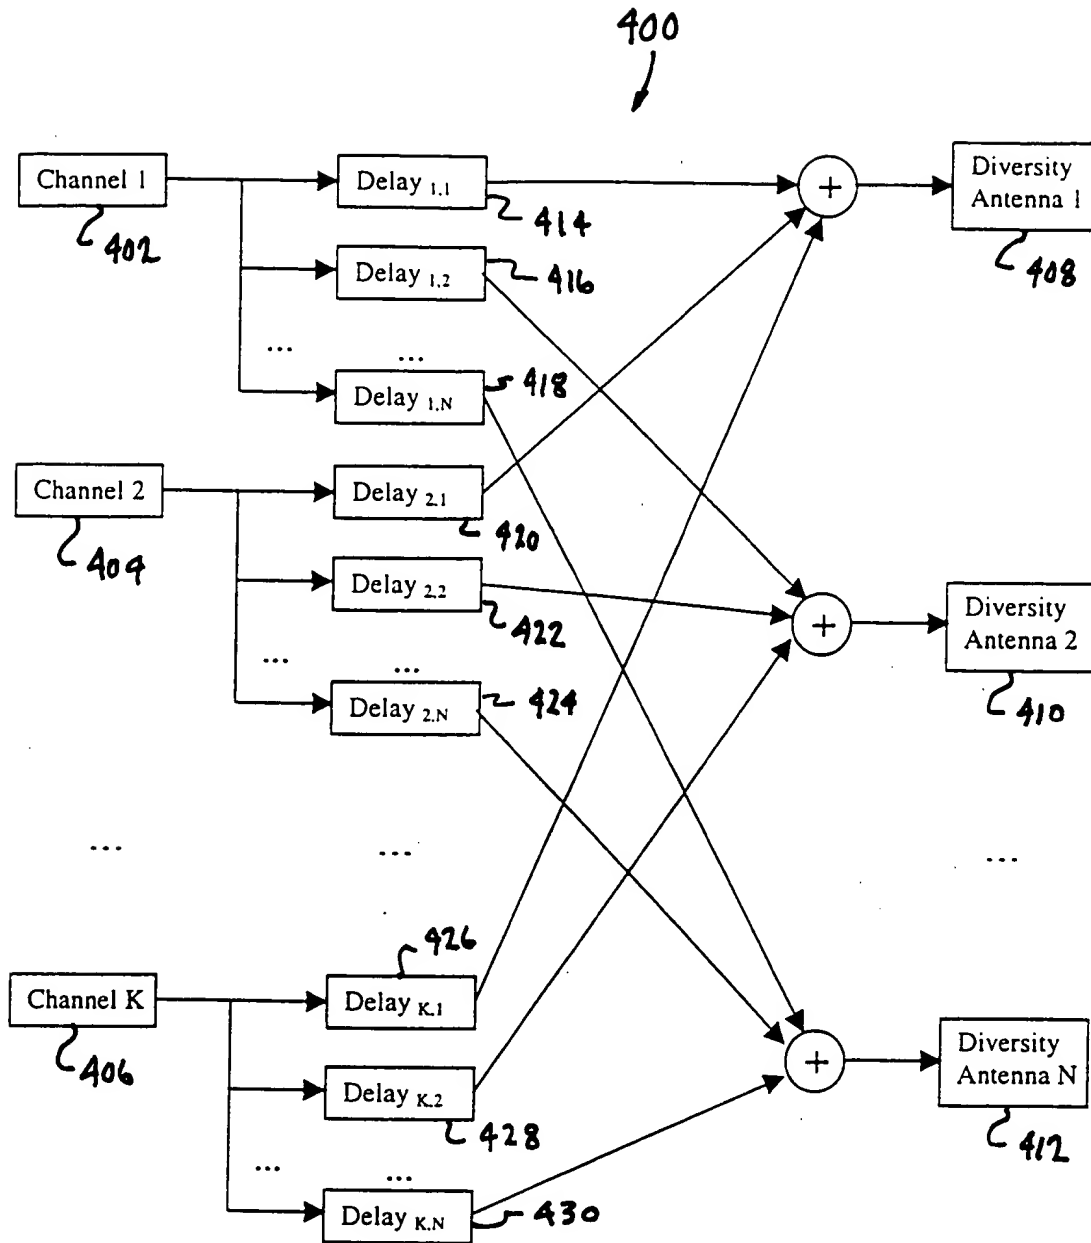 400
Channel 1
402
Delay 1,1
414
+
Diversity
Antenna 1
408
Delay 1,2
416
...
...
Delay 1,N
418
Channel 2
404
Delay 2,1
420
Delay 2,2
422
+
Diversity
Antenna 2
410
...
...
Delay 2,N
424
...
...
...
Channel K
406
426
Delay K,1
Delay K,2
428
+
Diversity
Antenna N
412
...
...
Delay K,N
430